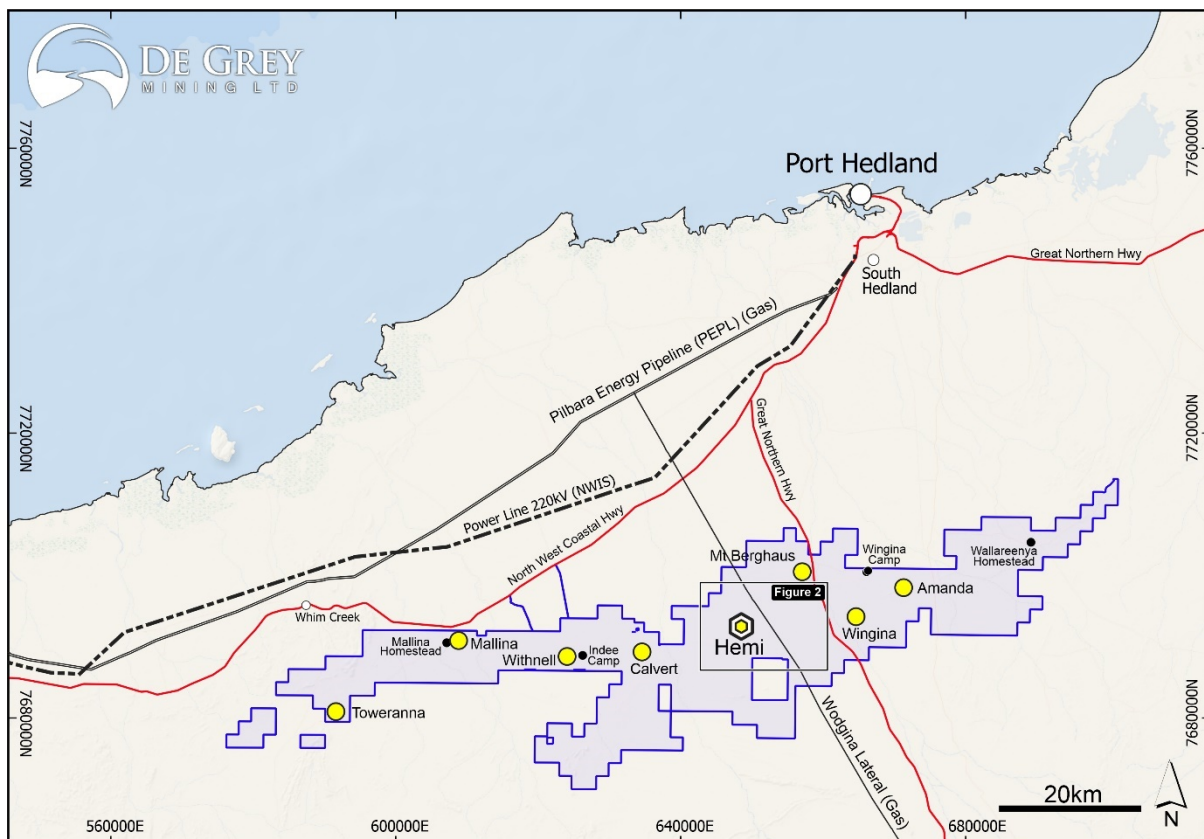 DE GREY
MINING LTD
7760000N
7760000N
Port Hedland
South
Hedland
Great Northern Hwy
Pilbara Energy Pipeline (PEPL) (Gas)
7720000N
7720000N
Great Northern Hwy
Power Line 220kV (NWIS)
North West Coastal Hwy
Mt Berghaus
Wingina
Camp
Wallareenya
Homestead
Figure 2
Amanda
Whim Creek
Mallina
Homestead
Mallina
Withnell
Indee
Camp
Calvert
Hemi
Wingina
Toweranna
7680000N
7680000N
Wodgina Lateral (Gas)
20km
N
560000E
600000E
640000E
680000E